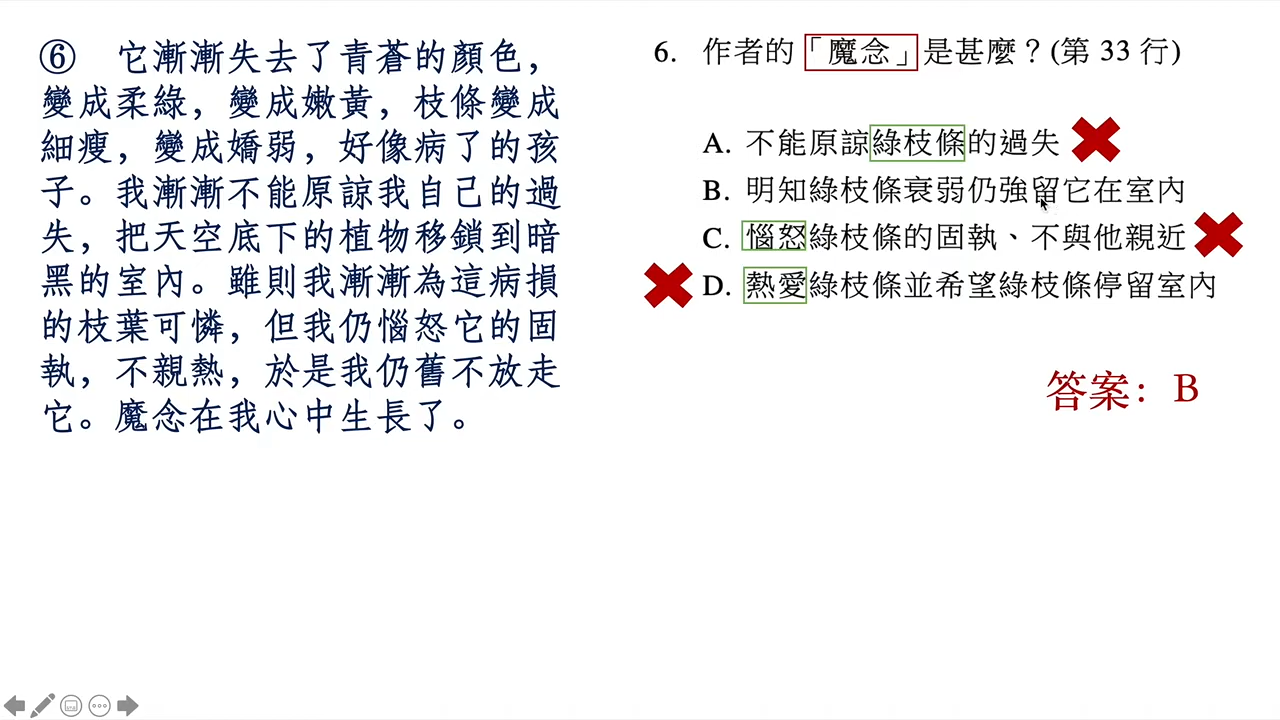 ⑥　它漸漸失去了青蒼的顏色，
變成柔綠，變成嫩黃，枝條變成
細瘦，變成嬌弱，好像病了的孩
子。我漸漸不能原諒我自己的過
失，把天空底下的植物移鎖到暗
黑的室內。雖則我漸漸為這病損
的枝葉可憐，但我仍惱怒它的固
執，不親熱，於是我仍舊不放走
它。魔念在我心中生長了。
6. 作者的「魔念」是甚麼？(第 33 行)
A. 不能原諒綠枝條的過失
B. 明知綠枝條衰弱仍強留它在室內
C. 惱怒綠枝條的固執、不與他親近
D. 熱愛綠枝條並希望綠枝條停留室內
答案：B